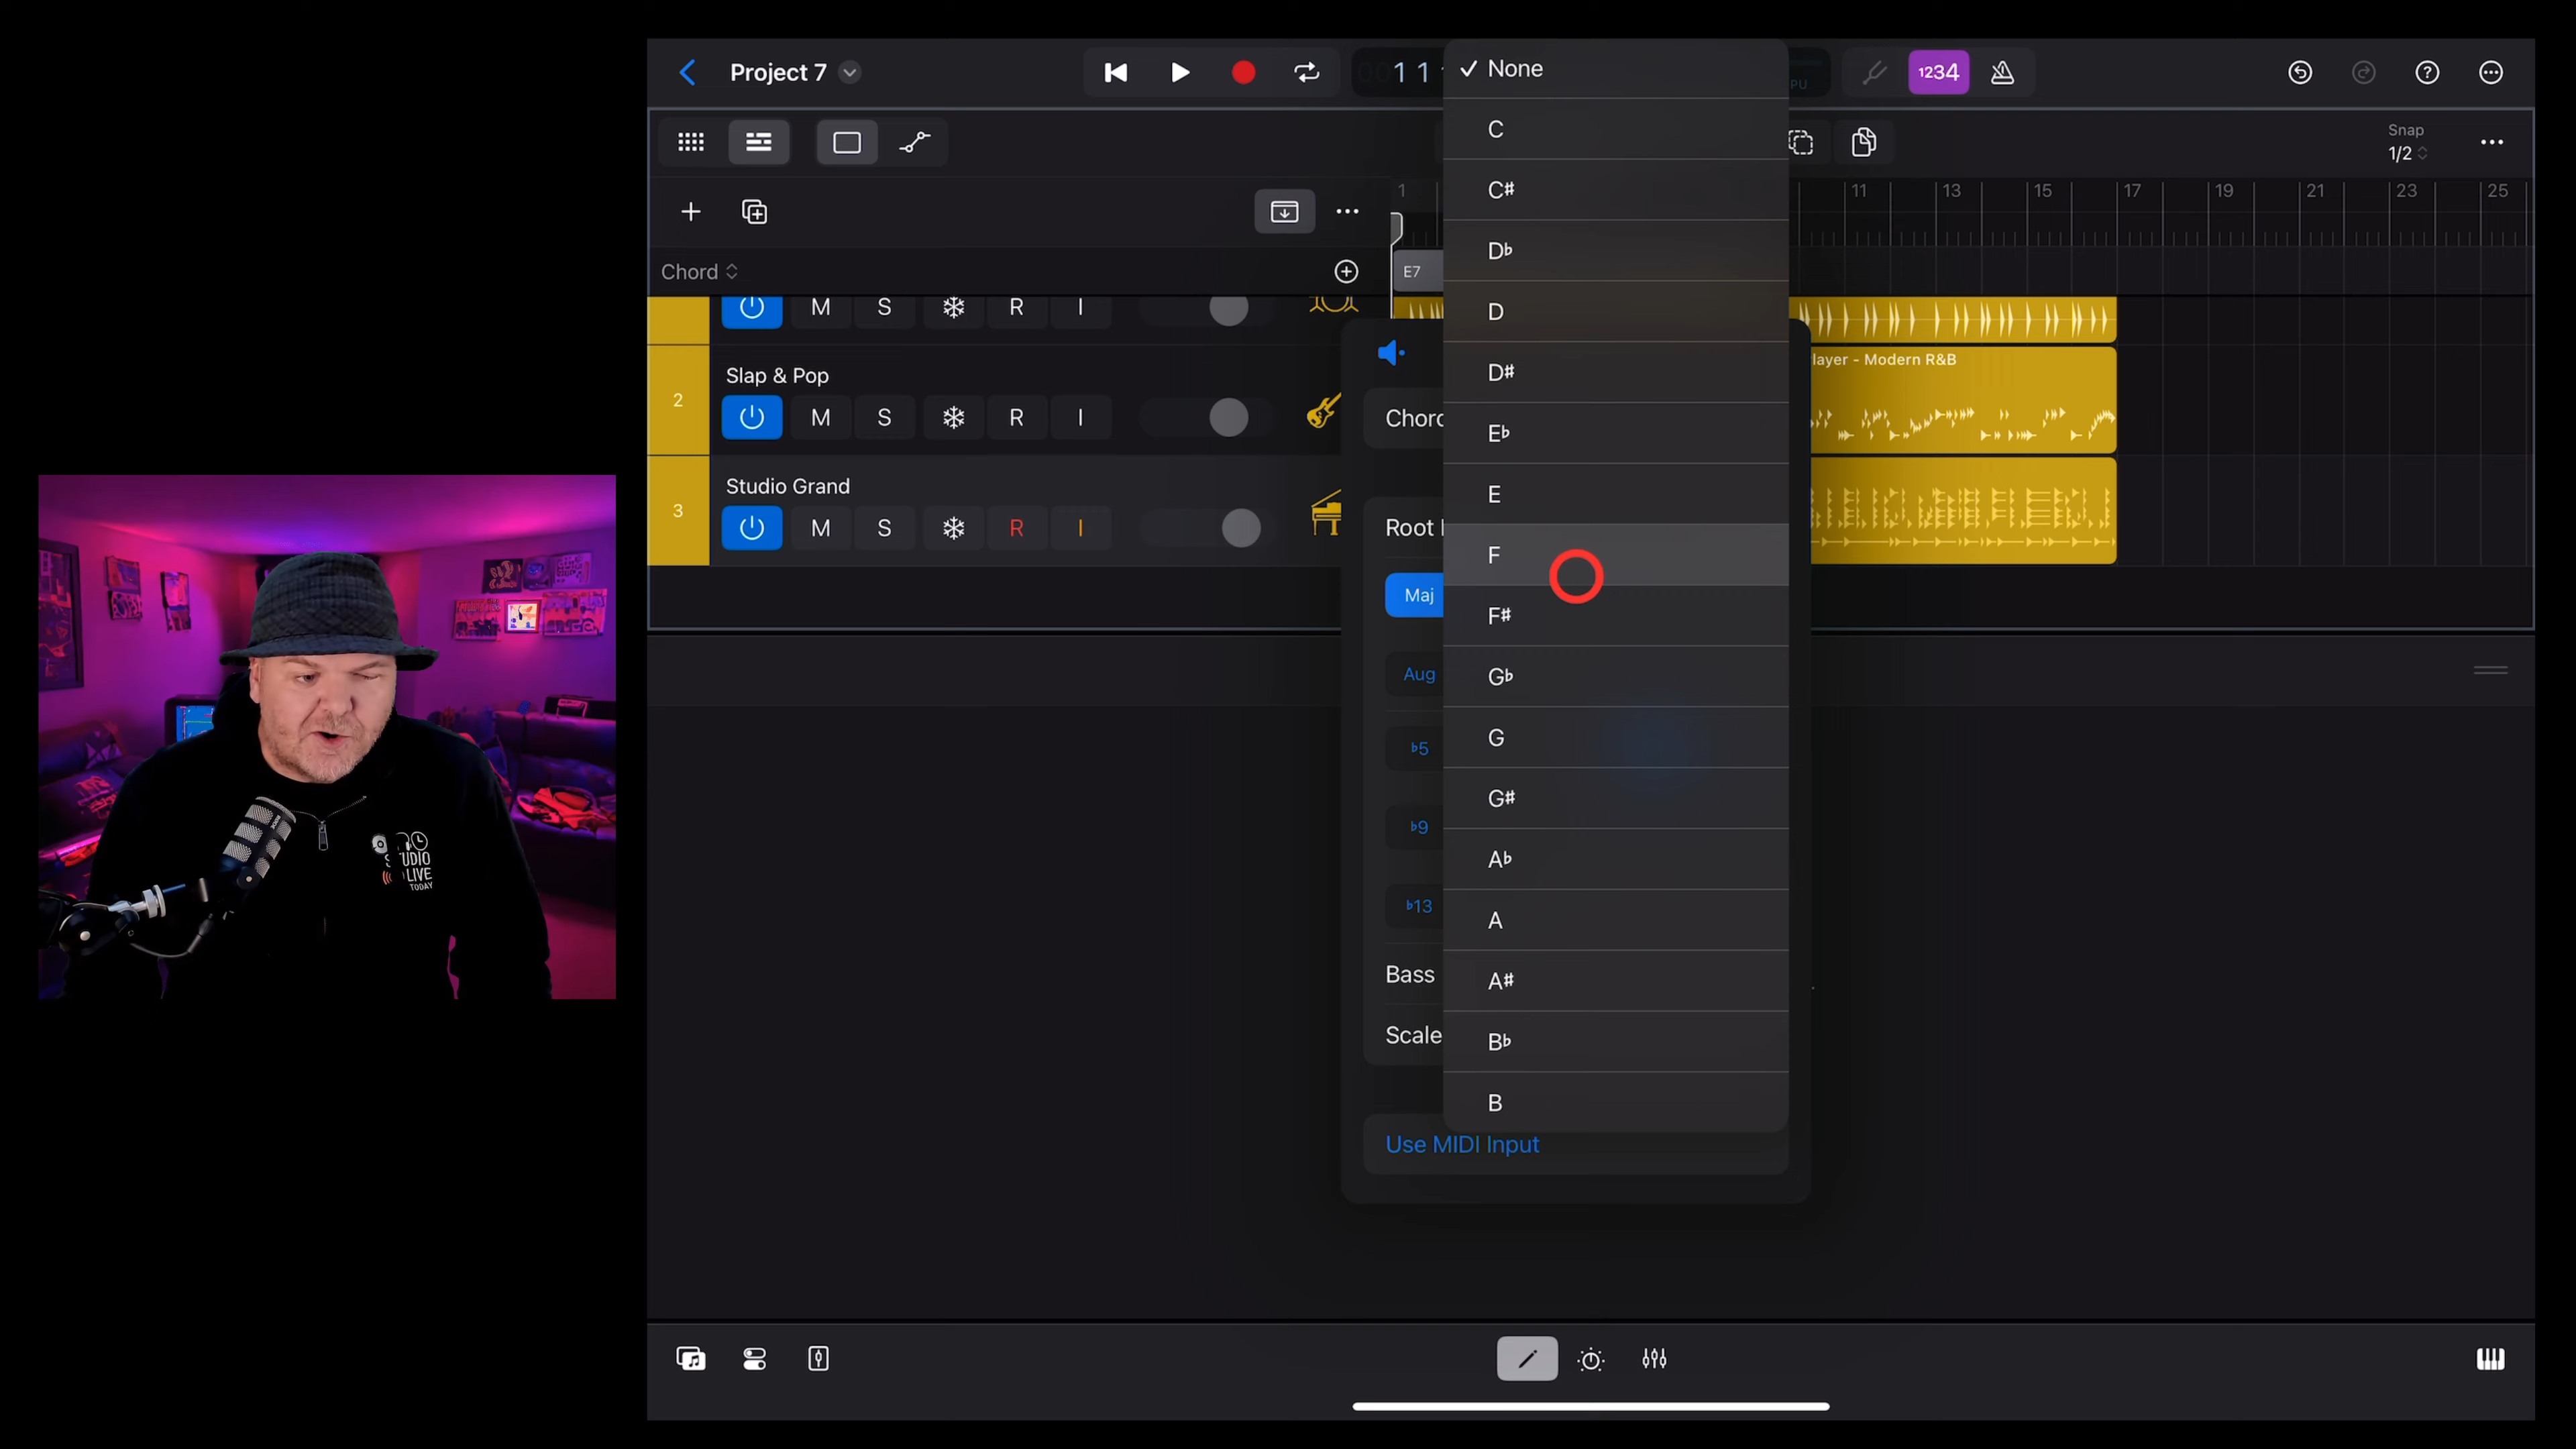 Project 7
1 1
1234
None
C
C♯
D♭
D
D♯
E♭
E
F
F♯
G♭
G
G♯
A♭
A
A♯
B♭
B
Snap
1/2
1
11
13
15
17
19
21
23
25
Chord
E7
M S R I
2
Slap & Pop
M S R I
3
Studio Grand
M S R I
layer - Modern R&B
Chord
Root
Maj
Aug
♭5
♭9
♭13
Bass
Scale
Use MIDI Input
STUDIO
LIVE
TODAY